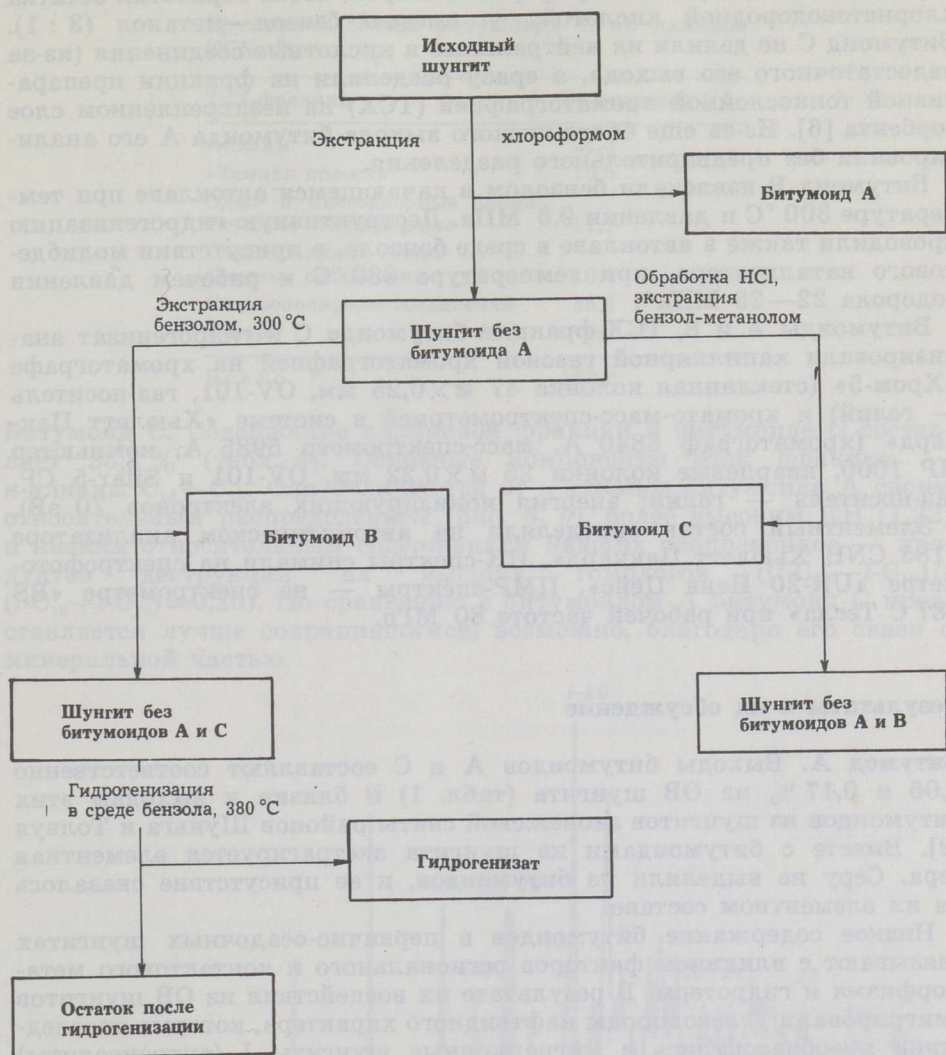 Исходный
шунгит
Экстракция хлороформом
Битумоид А
Экстракция
бензолом, 300 °С
Обработка HCl,
экстракция
бензол-метанолом
Шунгит без
битумоида А
Битумоид В
Битумоид С
Шунгит без
битумоидов А и С
Шунгит без
битумоидов А и В
Гидрогенизация
в среде бензола, 380 °С
Гидрогенизат
Остаток после
гидрогенизации